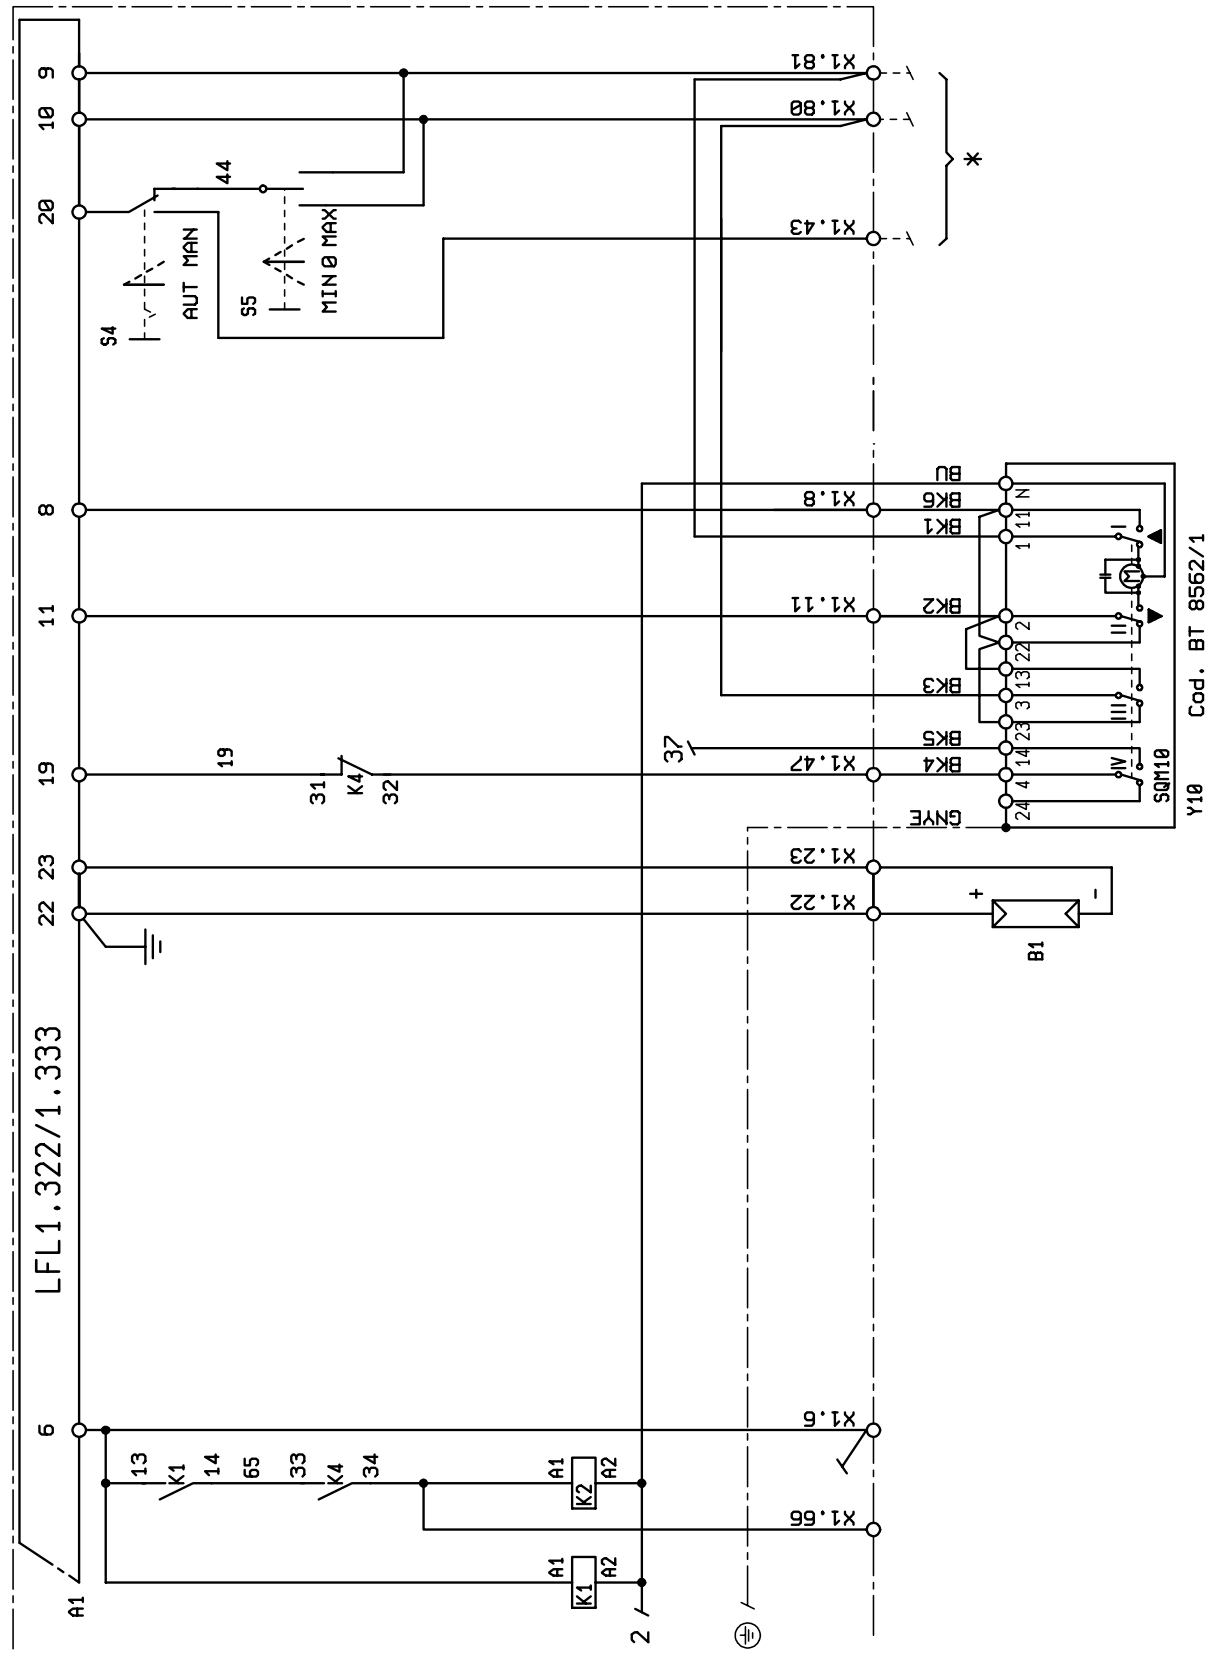 LFL1.322/1.333
A1
6
22
23
19
11
8
20
10
9
13
K1
14
65
33
K4
34
A1
K2
A2
A1
K1
A2
2
19
31
K4
32
37
S4
AUT MAN
44
S5
MIN 0 MAX
X1.66
X1.6
X1.22
X1.23
X1.47
X1.11
X1.8
X1.43
X1.80
X1.81
*
GNYE
BK4
BK5
BK3
BK2
BK1
BK6
BU
24
4
14
23
3
13
22
2
1
11
N
IV
III
II
I
M
SQM10
Y10
Cod. BT 8562/1
+
-
B1